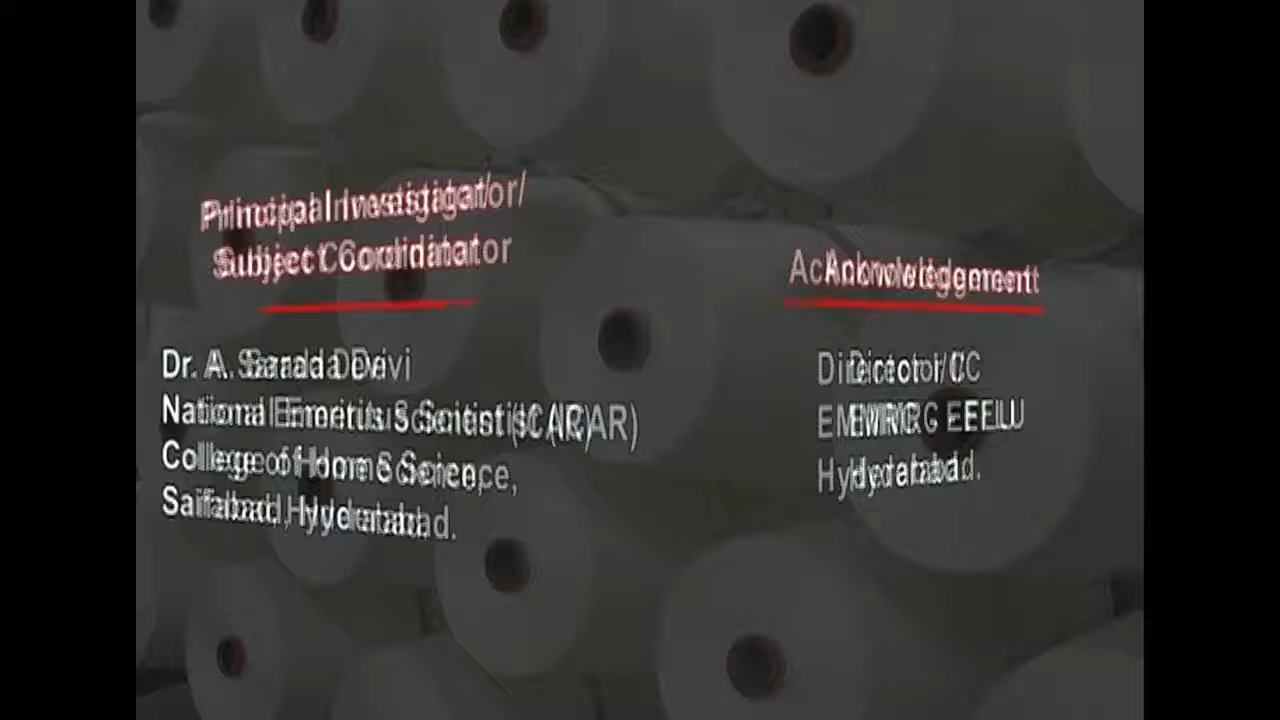 Principal Investigator/
Subject Coordinator
Dr. A. Sarada Devi
National Emeritus Scientist (ICAR)
College of Home Science,
Saifabad, Hyderabad.
Acknowledgement
Director I/C
EMMRC EFLU
Hyderabad.